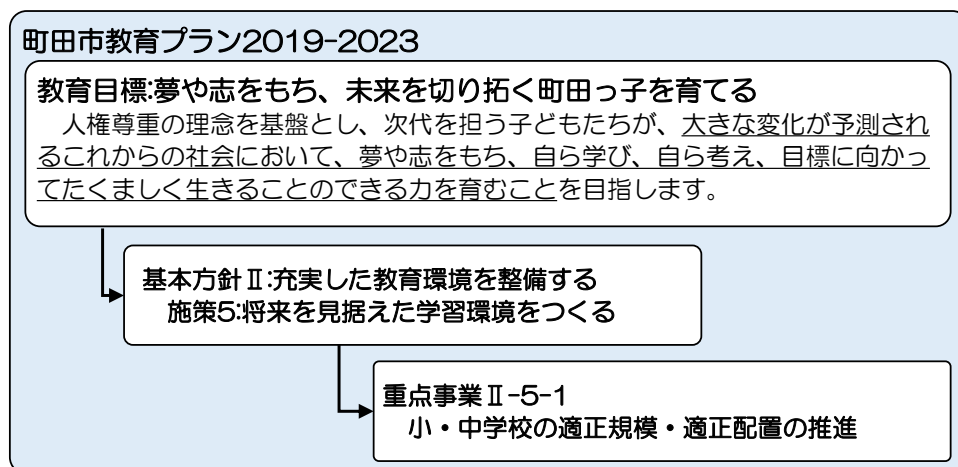 町田市教育プラン2019-2023
教育目標:夢や志をもち、未来を切り拓く町田っ子を育てる
人権尊重の理念を基盤とし、次代を担う子どもたちが、大きな変化が予測され
るこれからの社会において、夢や志をもち、自ら学び、自ら考え、目標に向かっ
てたくましく生きることのできる力を育むことを目指します。
基本方針Ⅱ:充実した教育環境を整備する
施策5:将来を見据えた学習環境をつくる
重点事業Ⅱ-5-1
小・中学校の適正規模・適正配置の推進